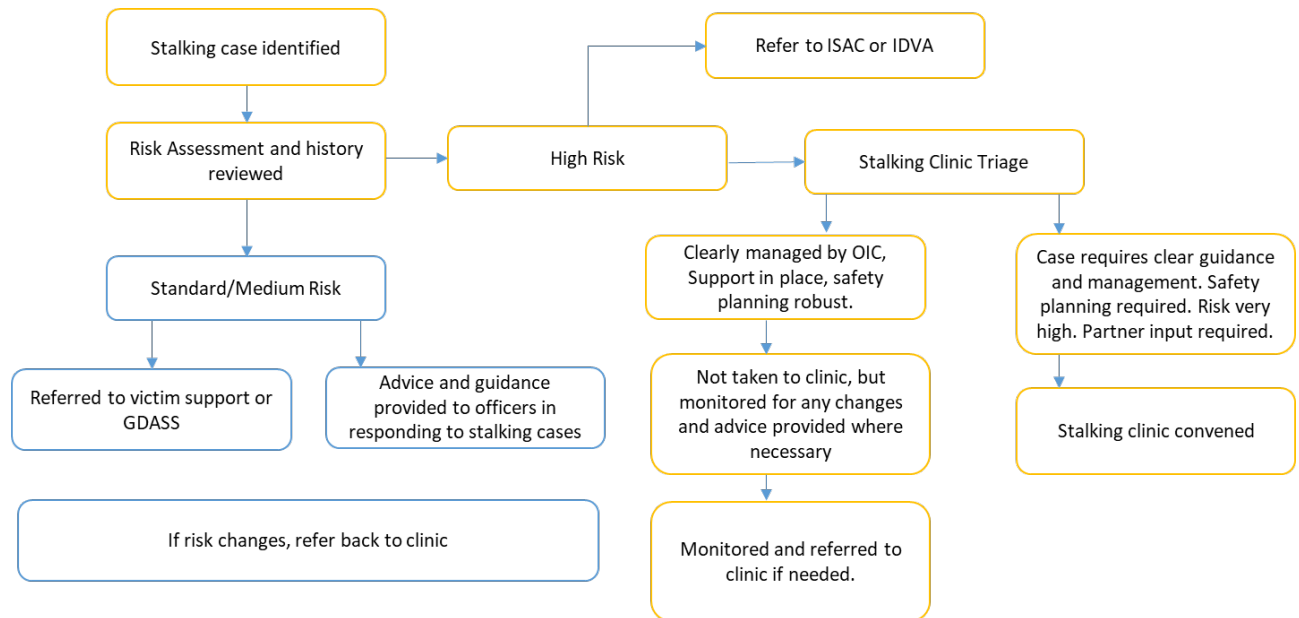 Stalking case identified
Refer to ISAC or IDVA
Risk Assessment and history
reviewed
High Risk
Stalking Clinic Triage
Standard/Medium Risk
Clearly managed by OIC,
Support in place, safety
planning robust.
Case requires clear guidance
and management. Safety
planning required. Risk very
high. Partner input required.
Referred to victim support or
GDASS
Advice and guidance
provided to officers in
responding to stalking cases
Not taken to clinic, but
monitored for any changes
and advice provided where
necessary
Stalking clinic convened
If risk changes, refer back to clinic
Monitored and referred to
clinic if needed.